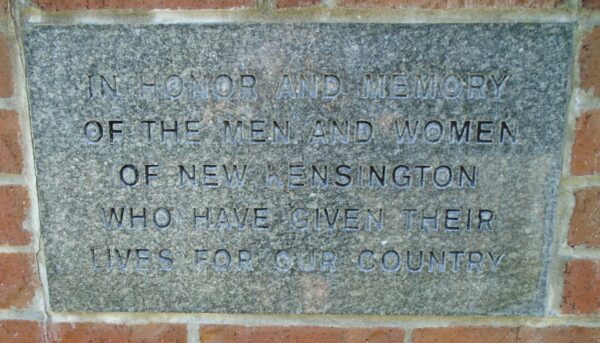 IN HONOR AND MEMORY
OF THE MEN AND WOMEN
OF NEW KENSINGTON
WHO HAVE GIVEN THEIR
LIVES FOR OUR COUNTRY